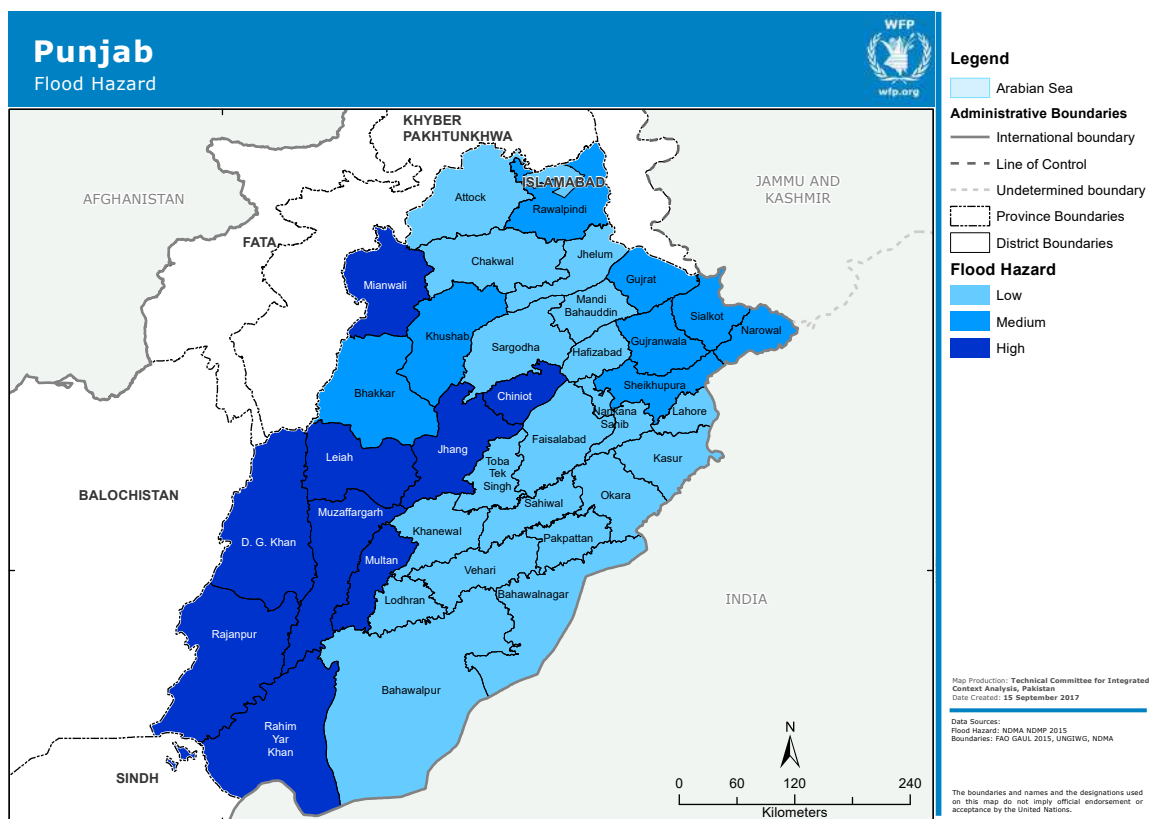 Punjab
Flood Hazard
WFP
wfp.org
KHYBER
PAKHTUNKHWA
AFGHANISTAN
FATA
BALOCHISTAN
SINDH
JAMMU AND
KASHMIR
INDIA
ISLAMABAD
Attock
Rawalpindi
Chakwal
Jhelum
Mianwali
Gujrat
Mandi
Bahauddin
Sialkot
Narowal
Khushab
Sargodha
Gujranwala
Hafizabad
Bhakkar
Chiniot
Sheikhupura
Nankana
Sahib
Lahore
Faisalabad
Jhang
Leiah
Toba
Tek
Singh
Kasur
Okara
Sahiwal
Muzaffargarh
Khanewal
D. G. Khan
Pakpattan
Multan
Vehari
Lodhran
Bahawalnagar
Rajanpur
Bahawalpur
Rahim
Yar
Khan
N
0 60 120 240
Kilometers
Legend
Arabian Sea
Administrative Boundaries
International boundary
Line of Control
Undetermined boundary
Province Boundaries
District Boundaries
Flood Hazard
Low
Medium
High
Map Production: Technical Committee for Integrated
Context Analysis, Pakistan
Date Created: 15 September 2017
Data Sources:
Flood Hazard: NDMA NDMP 2015
Boundaries: FAO GAUL 2015, UNGIWG, NDMA
The boundaries and names and the designations used
on this map do not imply official endorsement or
acceptance by the United Nations.